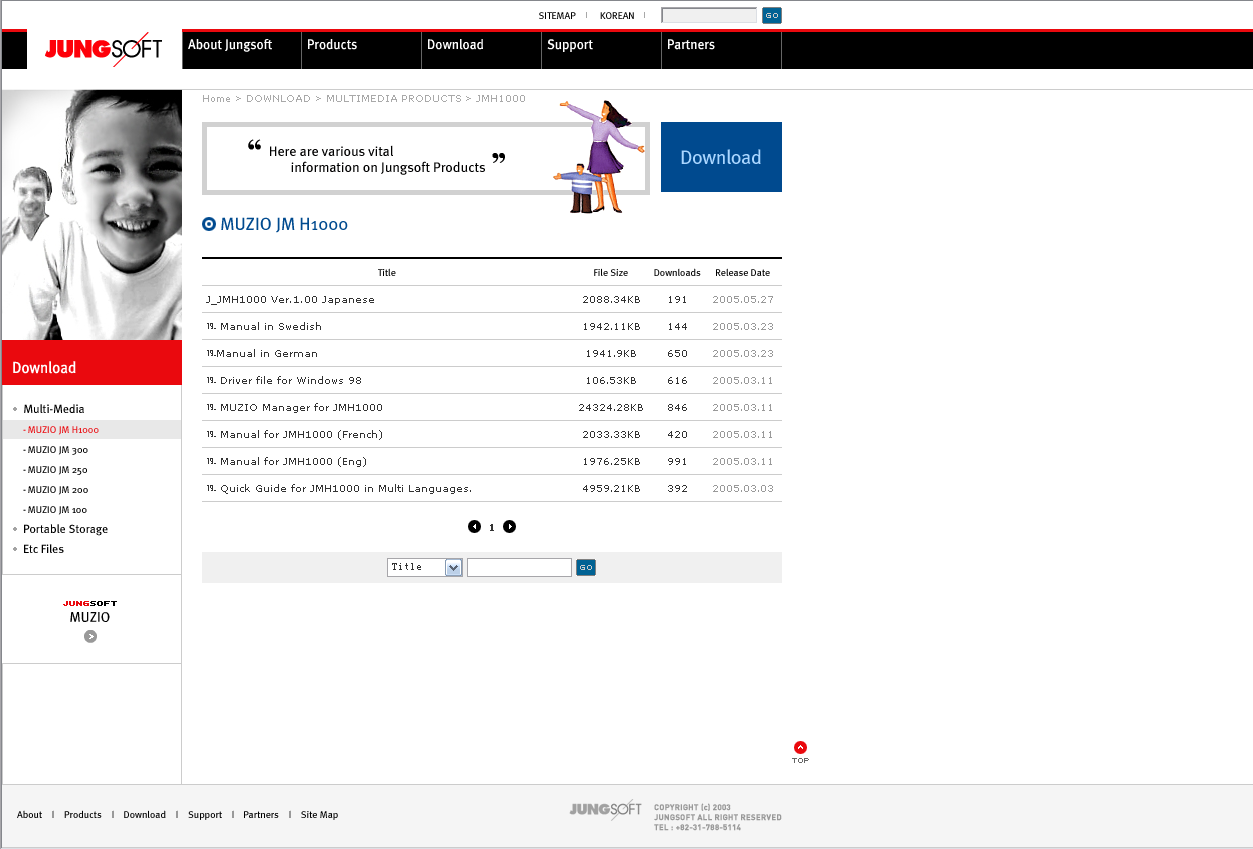 SITEMAP KOREAN GO
JUNGSOFT About Jungsoft Products Download Support Partners
Home > DOWNLOAD > MULTIMEDIA PRODUCTS > JMH1000
“ Here are various vital
information on Jungsoft Products ”
Download
MUZIO JM H1000
Title File Size Downloads Release Date
J_JMH1000 Ver.1.00 Japanese 2088.34KB 191 2005.05.27
Manual in Swedish 1942.11KB 144 2005.03.23
Manual in German 1941.9KB 650 2005.03.23
Driver file for Windows 98 106.53KB 616 2005.03.11
MUZIO Manager for JMH1000 24324.28KB 846 2005.03.11
Manual for JMH1000 (French) 2033.33KB 420 2005.03.11
Manual for JMH1000 (Eng) 1976.25KB 991 2005.03.11
Quick Guide for JMH1000 in Multi Languages. 4959.21KB 392 2005.03.03
1
Title GO
Download
Multi-Media
- MUZIO JM H1000
- MUZIO JM 300
- MUZIO JM 250
- MUZIO JM 200
- MUZIO JM 100
Portable Storage
Etc Files
JUNGSOFT
MUZIO
TOP
About | Products | Download | Support | Partners | Site Map
JUNGSOFT
COPYRIGHT (c) 2003
JUNGSOFT ALL RIGHT RESERVED
TEL : +82-31-788-5114